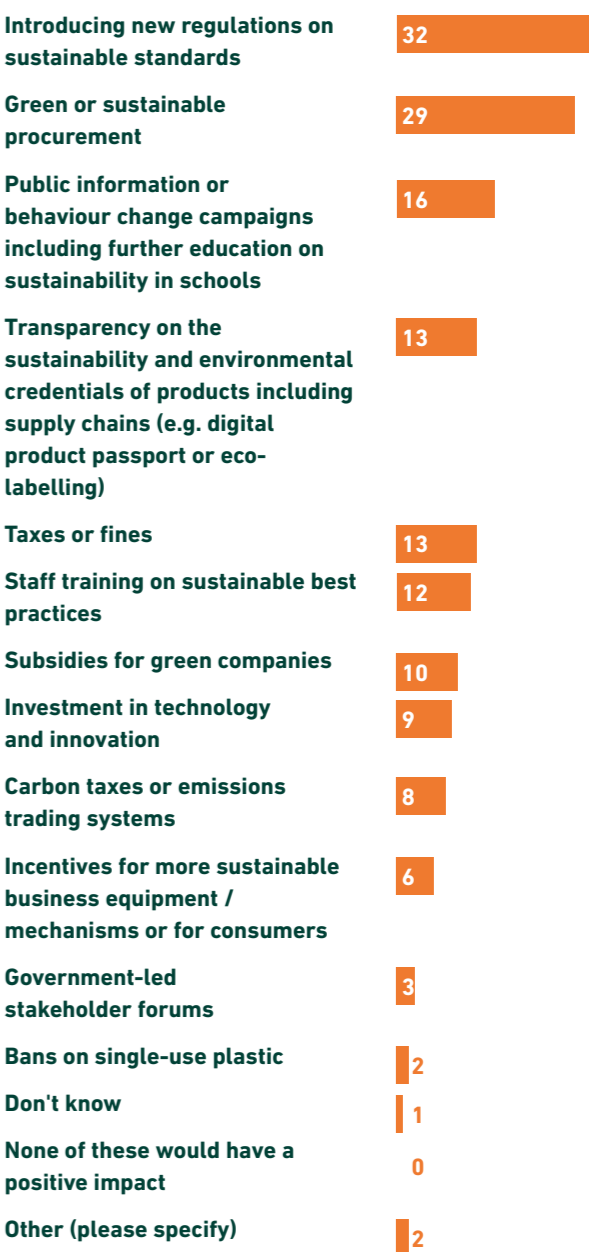 Introducing new regulations on
sustainable standards
32
Green or sustainable
procurement
29
Public information or
behaviour change campaigns
including further education on
sustainability in schools
16
Transparency on the
sustainability and environmental
credentials of products including
supply chains (e.g. digital
product passport or eco-
labelling)
13
Taxes or fines
13
Staff training on sustainable best
practices
12
Subsidies for green companies
10
Investment in technology
and innovation
9
Carbon taxes or emissions
trading systems
8
Incentives for more sustainable
business equipment /
mechanisms or for consumers
6
Government-led
stakeholder forums
3
Bans on single-use plastic
2
Don't know
1
None of these would have a
positive impact
0
Other (please specify)
2